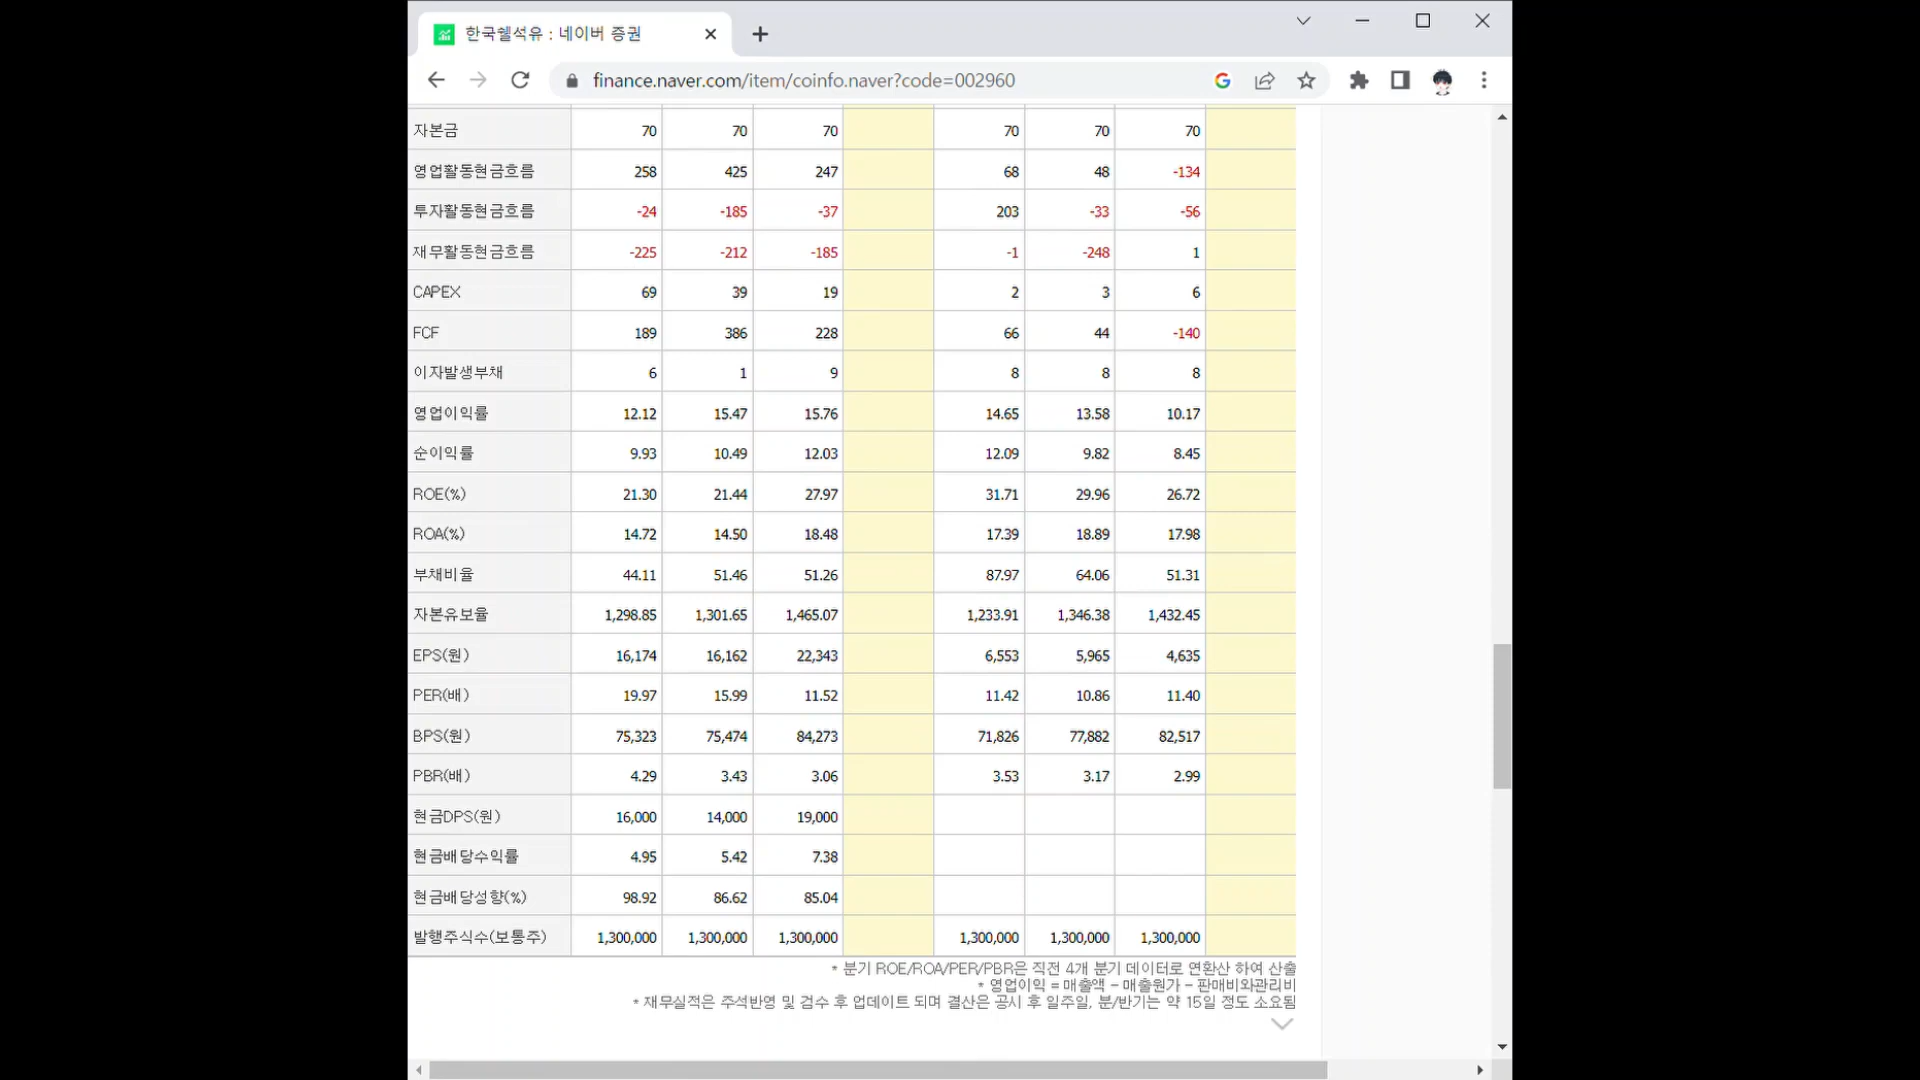 한국쉘석유 : 네이버 증권
finance.naver.com/item/coinfo.naver?code=002960
자본금 70 70 70 70 70 70
영업활동현금흐름 258 425 247 68 48 -134
투자활동현금흐름 -24 -185 -37 203 -33 -56
재무활동현금흐름 -225 -212 -185 -1 -248 1
CAPEX 69 39 19 2 3 6
FCF 189 386 228 66 44 -140
이자발생부채 6 1 9 8 8 8
영업이익률 12.12 15.47 15.76 14.65 13.58 10.17
순이익률 9.93 10.49 12.03 12.09 9.82 8.45
ROE(%) 21.30 21.44 27.97 31.71 29.96 26.72
ROA(%) 14.72 14.50 18.48 17.39 18.89 17.98
부채비율 44.11 51.46 51.26 87.97 64.06 51.31
자본유보율 1,298.85 1,301.65 1,465.07 1,233.91 1,346.38 1,432.45
EPS(원) 16,174 16,162 22,343 6,553 5,965 4,635
PER(배) 19.97 15.99 11.52 11.42 10.86 11.40
BPS(원) 75,323 75,474 84,273 71,826 77,882 82,517
PBR(배) 4.29 3.43 3.06 3.53 3.17 2.99
현금DPS(원) 16,000 14,000 19,000
현금배당수익률 4.95 5.42 7.38
현금배당성향(%) 98.92 86.62 85.04
발행주식수(보통주) 1,300,000 1,300,000 1,300,000 1,300,000 1,300,000 1,300,000
* 분기 ROE/ROA/PER/PBR은 직전 4개 분기 데이터로 연환산 하여 산출
* 영업이익 = 매출액 - 매출원가 - 판매비와관리비
* 재무실적은 주석반영 및 검수 후 업데이트 되며 결산은 공시 후 일주일, 분/반기는 약 15일 정도 소요됨